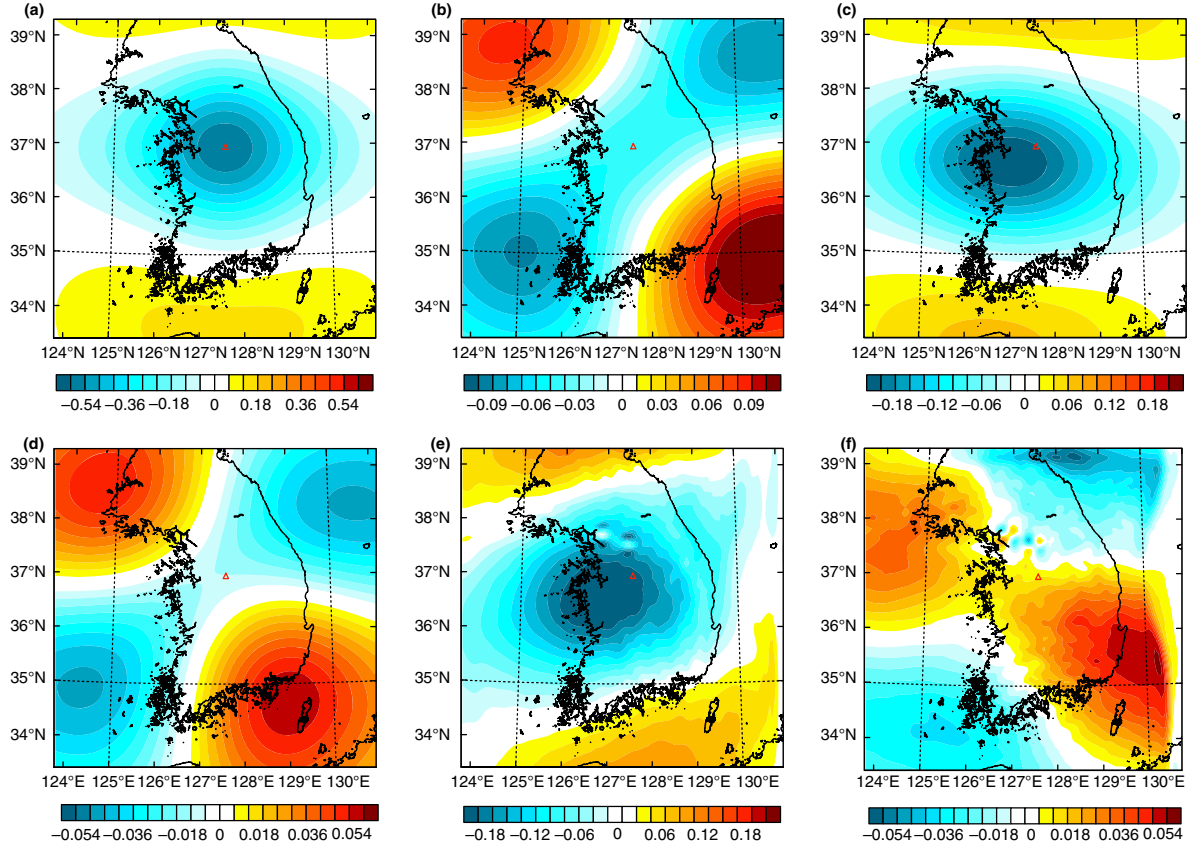 (a)
39°N
38°N
37°N
36°N
35°N
34°N
124°N 125°E 126°E 127°E 128°E 129°E 130°E
−0.54 −0.36 −0.18 0 0.18 0.36 0.54
(b)
39°N
38°N
37°N
36°N
35°N
34°N
124°N 125°E 126°E 127°E 128°E 129°E 130°E
−0.09 −0.06 −0.03 0 0.03 0.06 0.09
(c)
39°N
38°N
37°N
36°N
35°N
34°N
124°N 125°E 126°E 127°E 128°E 129°E 130°E
−0.18 −0.12 −0.06 0 0.06 0.12 0.18
(d)
39°N
38°N
37°N
36°N
35°N
34°N
124°N 125°E 126°E 127°E 128°E 129°E 130°E
−0.054 −0.036 −0.018 0 0.018 0.036 0.054
(e)
39°N
38°N
37°N
36°N
35°N
34°N
124°N 125°E 126°E 127°E 128°E 129°E 130°E
−0.18 −0.12 −0.06 0 0.06 0.12 0.18
(f)
39°N
38°N
37°N
36°N
35°N
34°N
124°N 125°E 126°E 127°E 128°E 129°E 130°E
−0.054 −0.036 −0.018 0 0.018 0.036 0.054